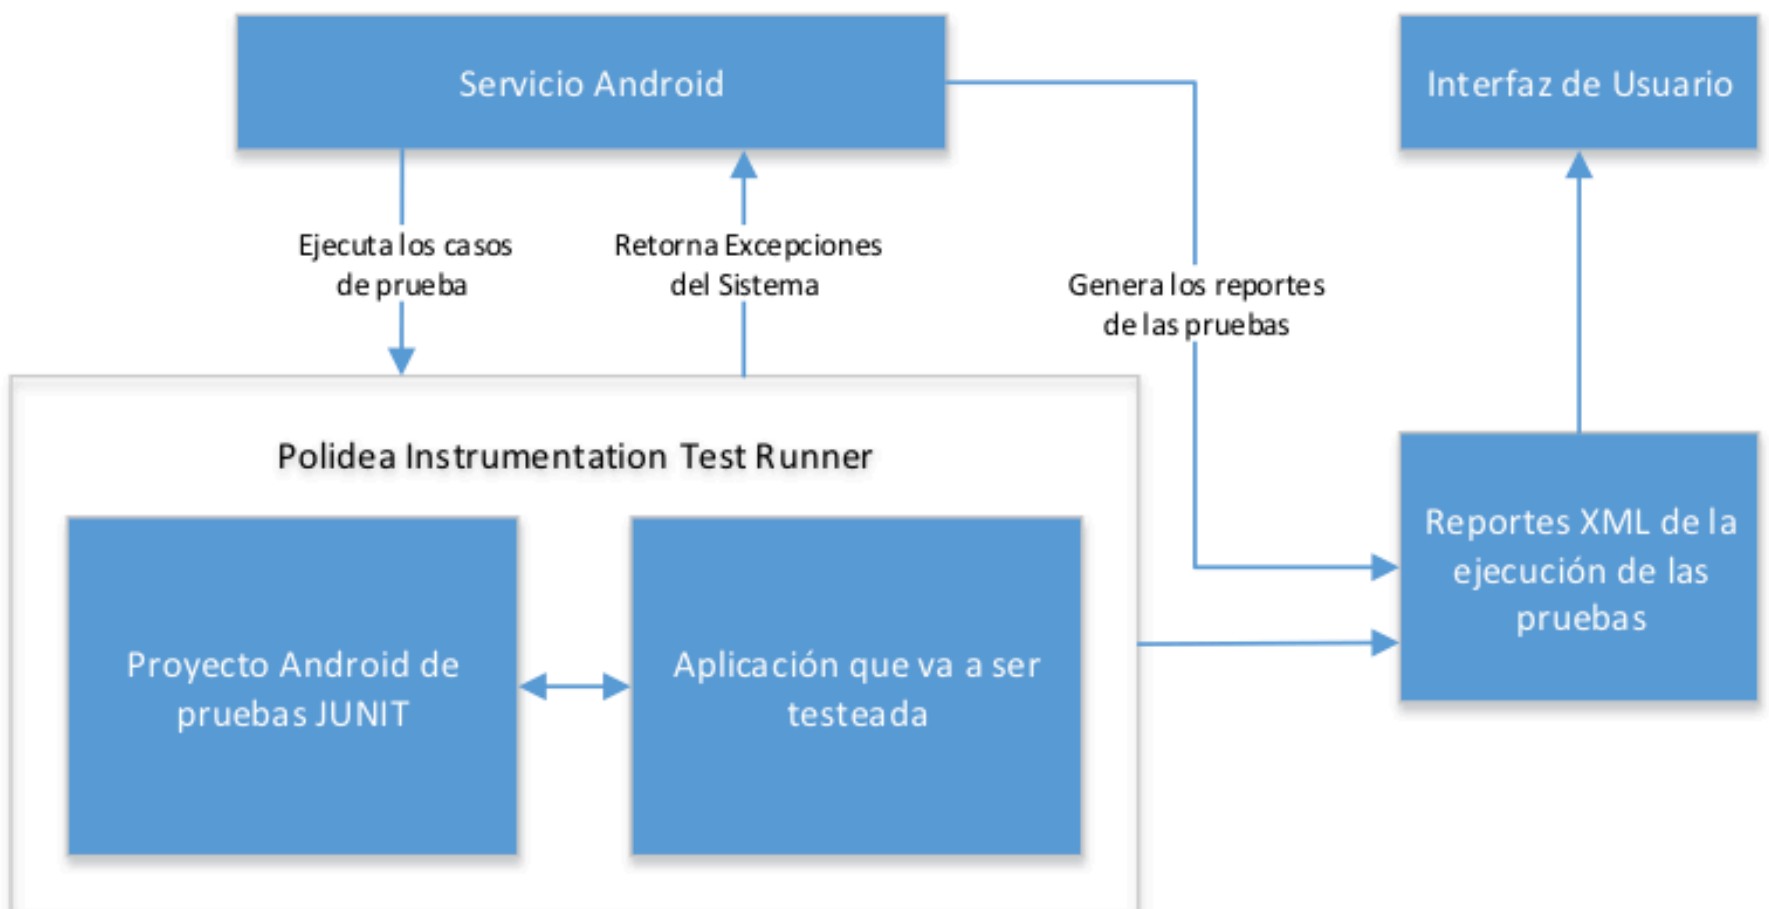 Servicio Android
Interfaz de Usuario
Ejecuta los casos
de prueba
Retorna Excepciones
del Sistema
Genera los reportes
de las pruebas
Polidea Instrumentation Test Runner
Proyecto Android de
pruebas JUNIT
Aplicación que va a ser
testeada
Reportes XML de la
ejecución de las
pruebas